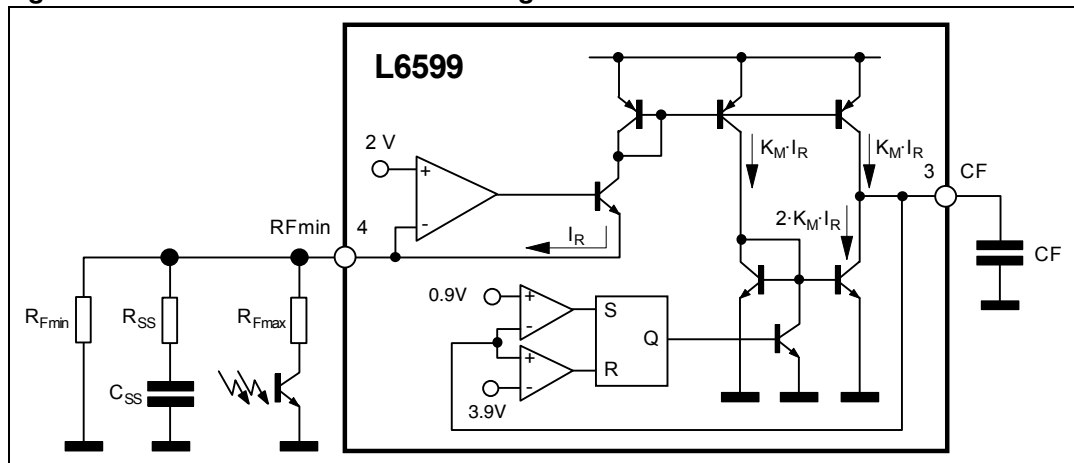 L6599
2 V
+
-
K_M·I_R
K_M·I_R
3
CF
RFmin
4
I_R
2·K_M·I_R
CF
R_Fmin
R_SS
R_Fmax
0.9V
+
-
S
Q
+
-
R
C_SS
3.9V